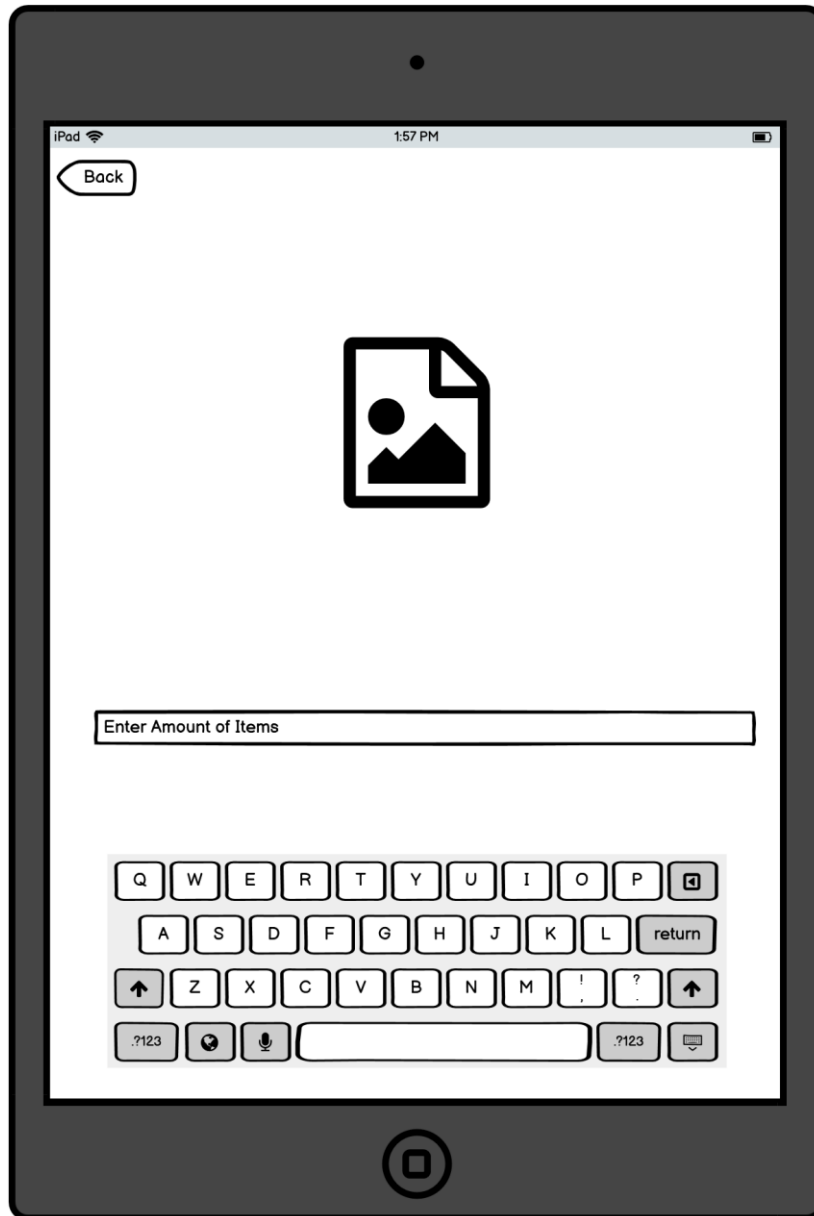 iPad 1:57 PM
Back
Enter Amount of Items
Q W E R T Y U I O P
A S D F G H J K L return
Z X C V B N M ! , ? .
.?123 .?123